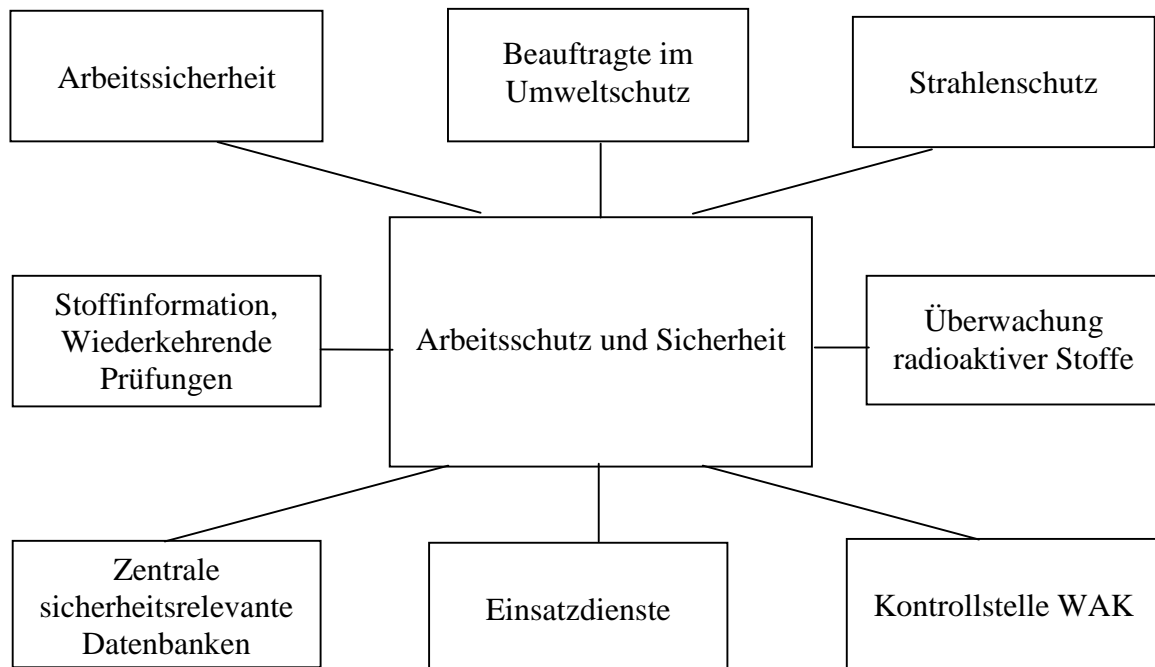 Arbeitssicherheit
Beauftragte im
Umweltschutz
Strahlenschutz
Stoffinformation,
Wiederkehrende
Prüfungen
Arbeitsschutz und Sicherheit
Überwachung
radioaktiver Stoffe
Zentrale
sicherheitsrelevante
Datenbanken
Einsatzdienste
Kontrollstelle WAK